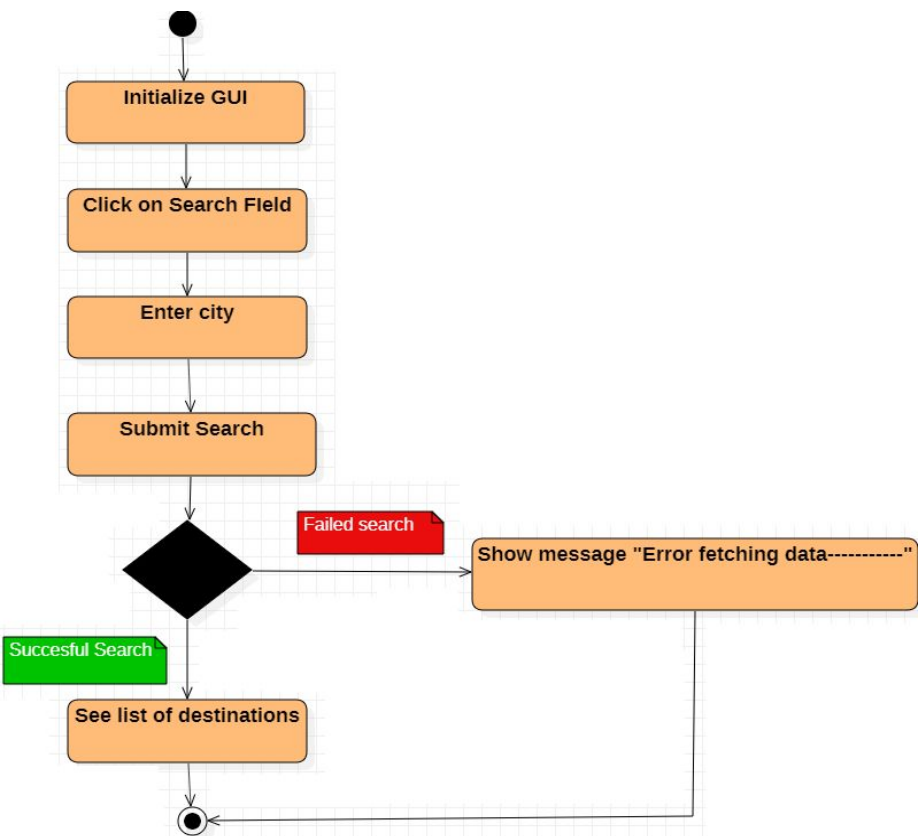 Initialize GUI
Click on Search FIeld
Enter city
Submit Search
Failed search
Show message "Error fetching data-----------"
Succesful Search
See list of destinations